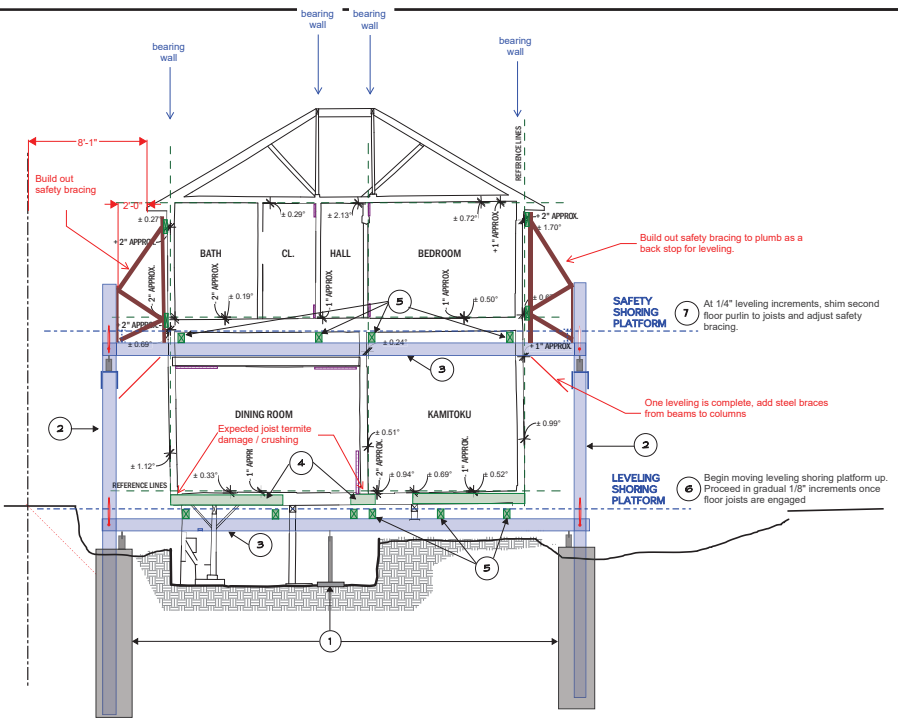 bearing
wall
bearing
wall
bearing
wall
bearing
wall
8'-1"
Build out
safety bracing
2'-0"
± 0.27°
+ 2" APPROX.
± 0.29°
± 2.13°
± 0.72°
1" APPROX.
REFERENCE LINES
+ 2" APPROX.
± 1.70°
Build out safety bracing to plumb as a
back stop for leveling.
BATH
CL.
HALL
BEDROOM
2" APPROX.
± 0.19°
2" APPROX.
1" APPROX.
1" APPROX.
± 0.50°
5
SAFETY
SHORING
PLATFORM
7
At 1/4" leveling increments, shim second
floor purlin to joists and adjust safety
bracing.
+ 2" APPROX.
± 0.69°
± 0.24°
+ 1" APPROX.
3
DINING ROOM
KAMITOKU
One leveling is complete, add steel braces
from beams to columns
2
2
Expected joist termite
damage / crushing
± 0.51°
± 0.99°
± 1.12°
± 0.33°
4
2" APPROX.
± 0.94°
± 0.69°
1" APPROX.
± 0.52°
REFERENCE LINES
LEVELING
SHORING
PLATFORM
6
Begin moving leveling shoring platform up.
Proceed in gradual 1/8" increments once
floor joists are engaged
3
5
1